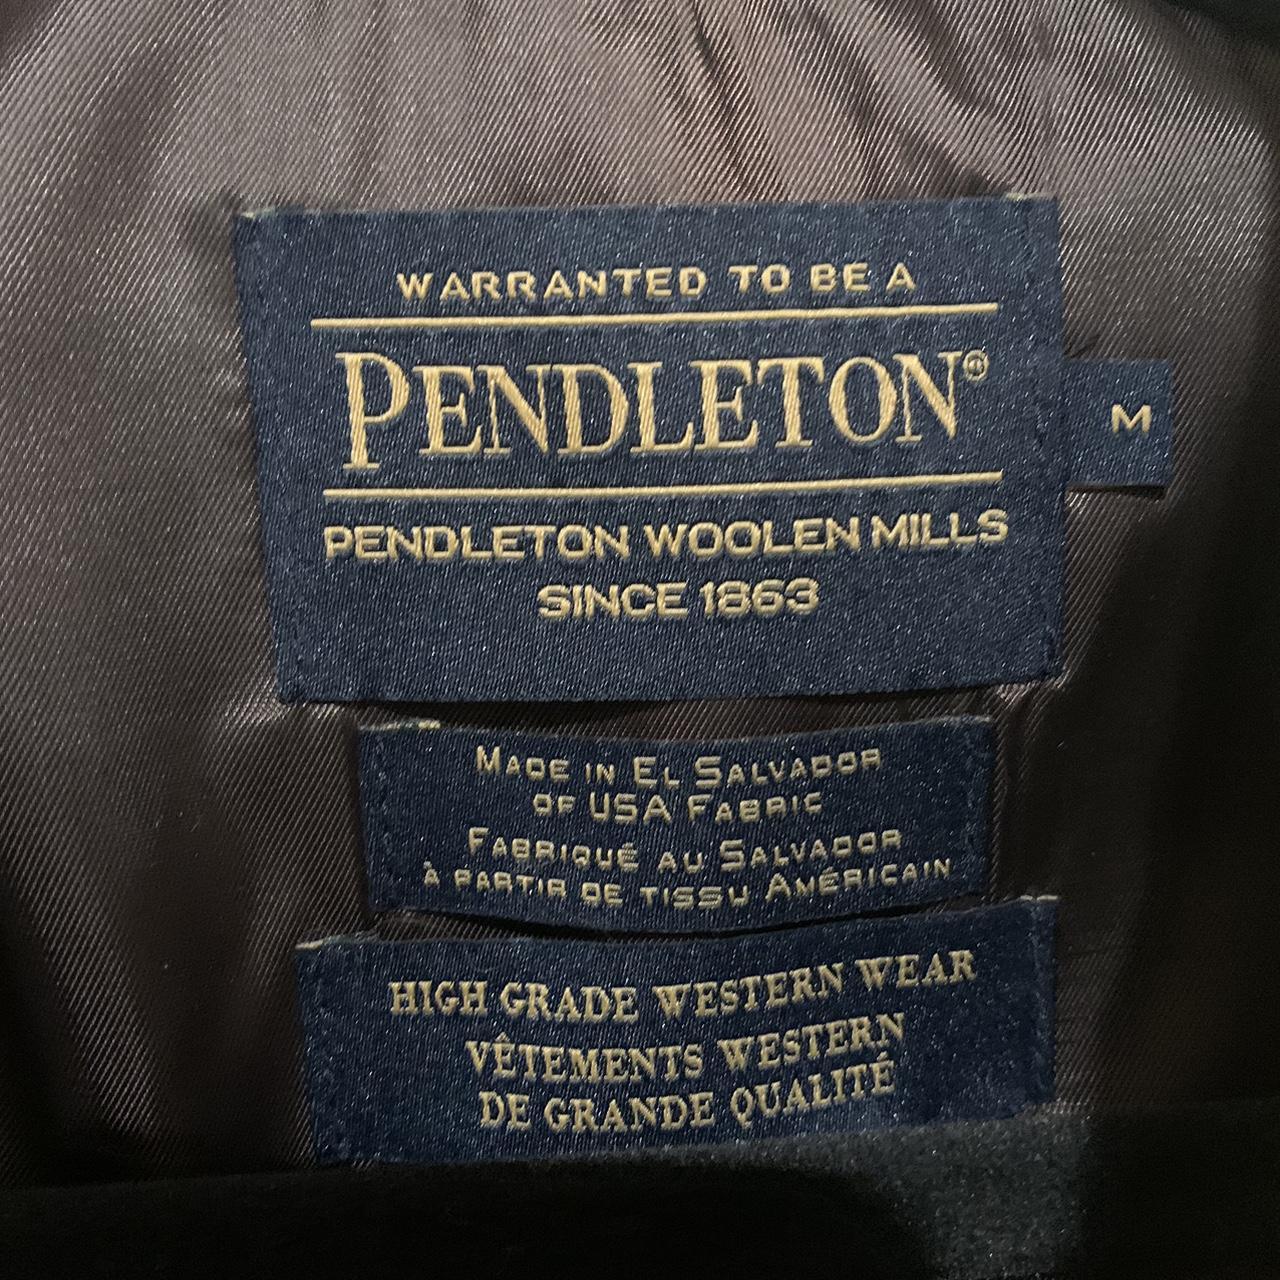 WARRANTED TO BE A
PENDLETON®
M
PENDLETON WOOLEN MILLS
SINCE 1863
MADE IN EL SALVADOR
OF USA FABRIC
FABRIQUÉ AU SALVADOR
À PARTIR DE TISSU AMÉRICAIN
HIGH GRADE WESTERN WEAR
VÊTEMENTS WESTERN
DE GRANDE QUALITÉ